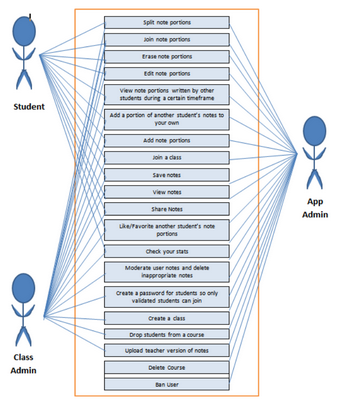 Split note portions
Join note portions
Erase note portions
Edit note portions
View note portions written by other
students during a certain timeframe
Add a portion of another student's notes to
your own
Add note portions
Join a class
Save notes
View notes
Share Notes
Like/Favorite another student's note
portions
Check your stats
Moderate user notes and delete
inappropriate notes
Create a password for students so only
validated students can join
Create a class
Drop students from a course
Upload teacher version of notes
Delete Course
Ban User
Student
Class
Admin
App
Admin